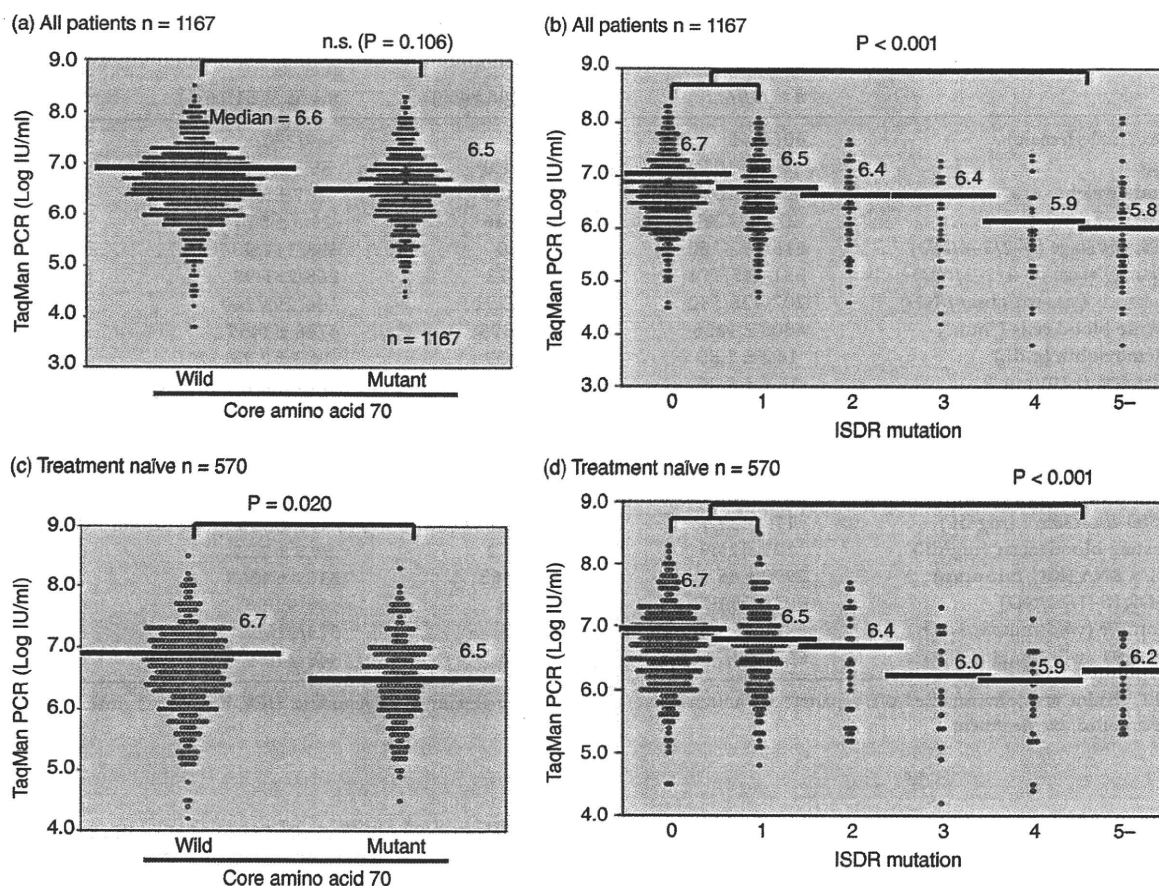 (a) All patients n = 1167
n.s. (P = 0.106)
9.0
8.0
7.0
6.0
5.0
4.0
3.0
TaqMan PCR (Log IU/ml)
Median = 6.6
6.5
n = 1167
Wild
Mutant
Core amino acid 70
(b) All patients n = 1167
P < 0.001
9.0
8.0
7.0
6.0
5.0
4.0
3.0
TaqMan PCR (Log IU/ml)
6.7
6.5
6.4
6.4
5.9
5.8
0
1
2
3
4
5–
ISDR mutation
(c) Treatment naïve n = 570
P = 0.020
9.0
8.0
7.0
6.0
5.0
4.0
TaqMan PCR (Log IU/ml)
6.7
6.5
Wild
Mutant
Core amino acid 70
(d) Treatment naïve n = 570
P < 0.001
9.0
8.0
7.0
6.0
5.0
4.0
TaqMan PCR (Log IU/ml)
6.7
6.5
6.4
6.0
5.9
6.2
0
1
2
3
4
5–
ISDR mutation